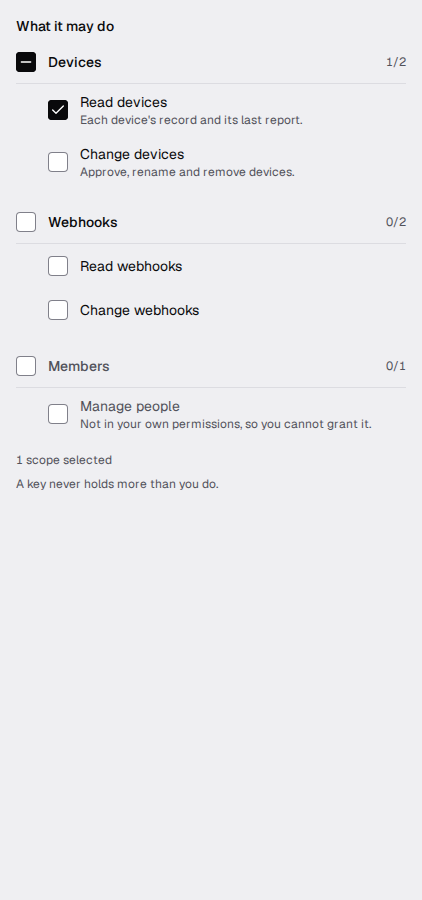 What it may do
Devices 1/2
Read devices
Each device's record and its last report.
Change devices
Approve, rename and remove devices.
Webhooks 0/2
Read webhooks
Change webhooks
Members 0/1
Manage people
Not in your own permissions, so you cannot grant it.
1 scope selected
A key never holds more than you do.